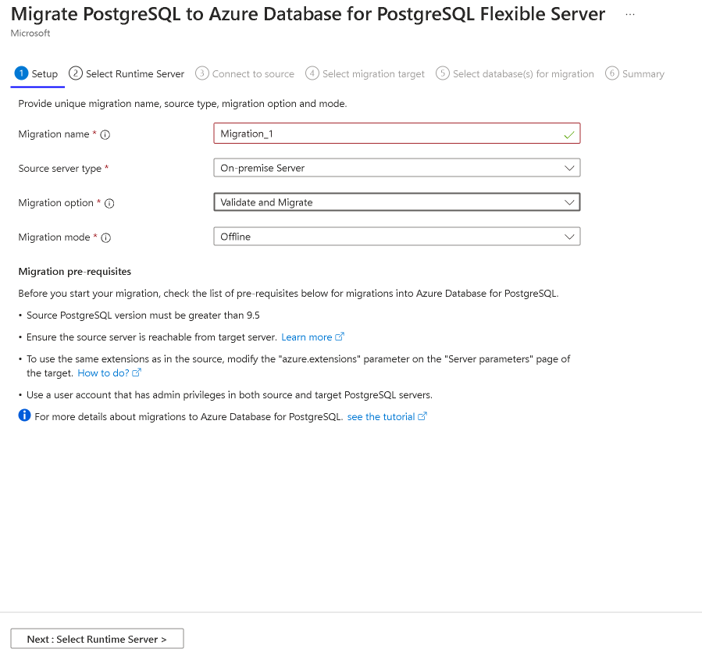 Migrate PostgreSQL to Azure Database for PostgreSQL Flexible Server ...
Microsoft
1 Setup 2 Select Runtime Server 3 Connect to source 4 Select migration target 5 Select database(s) for migration 6 Summary
Provide unique migration name, source type, migration option and mode.
Migration name * Migration_1
Source server type * On-premise Server
Migration option * Validate and Migrate
Migration mode * Offline
Migration pre-requisites
Before you start your migration, check the list of pre-requisites below for migrations into Azure Database for PostgreSQL.
• Source PostgreSQL version must be greater than 9.5
• Ensure the source server is reachable from target server. Learn more
• To use the same extensions as in the source, modify the "azure.extensions" parameter on the "Server parameters" page of
the target. How to do?
• Use a user account that has admin privileges in both source and target PostgreSQL servers.
For more details about migrations to Azure Database for PostgreSQL. see the tutorial
Next : Select Runtime Server >